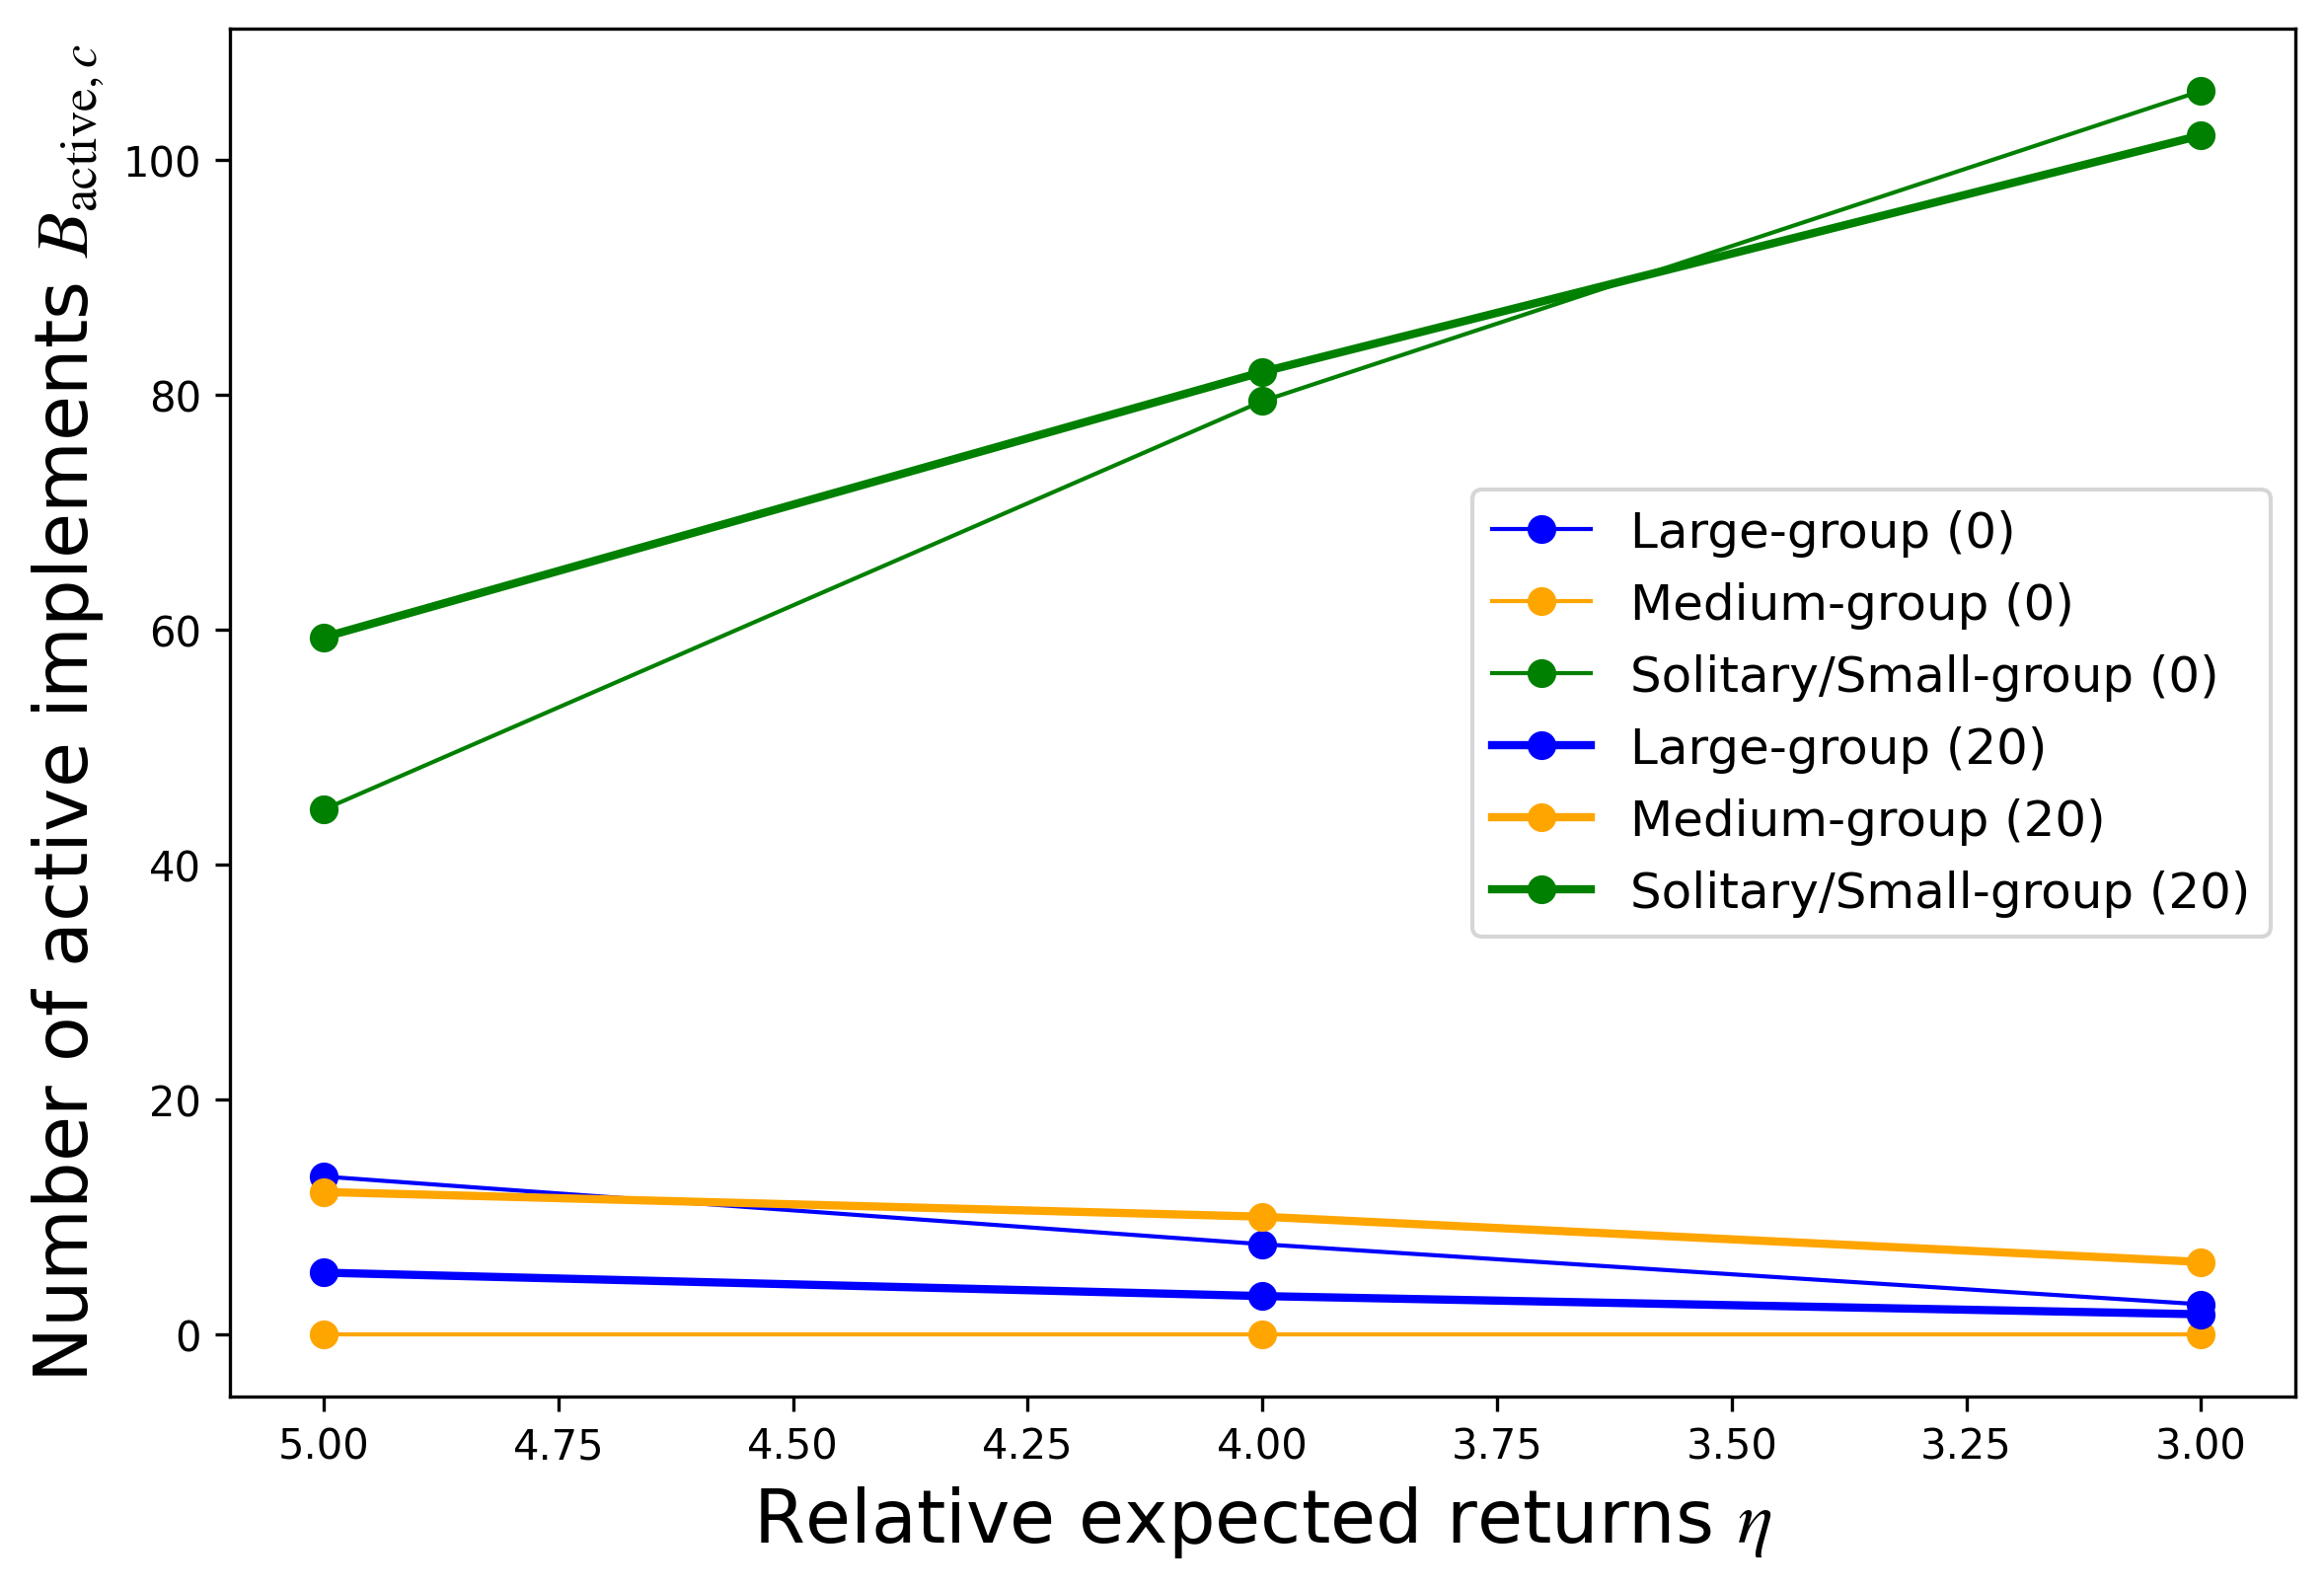 Number of active implements B_active, c
100
80
60
40
20
0
Large-group (0)
Medium-group (0)
Solitary/Small-group (0)
Large-group (20)
Medium-group (20)
Solitary/Small-group (20)
5.00 4.75 4.50 4.25 4.00 3.75 3.50 3.25 3.00
Relative expected returns η